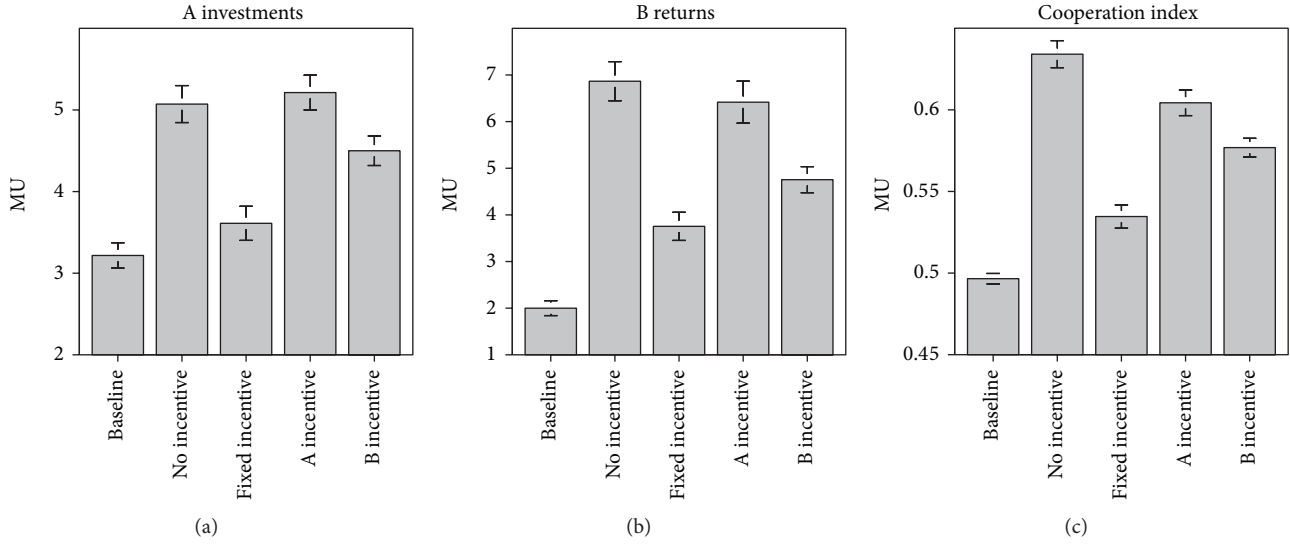 A investments
MU
5
4
3
2
Baseline
No incentive
Fixed incentive
A incentive
B incentive
(a)
B returns
MU
7
6
5
4
3
2
1
Baseline
No incentive
Fixed incentive
A incentive
B incentive
(b)
Cooperation index
MU
0.6
0.55
0.5
0.45
Baseline
No incentive
Fixed incentive
A incentive
B incentive
(c)